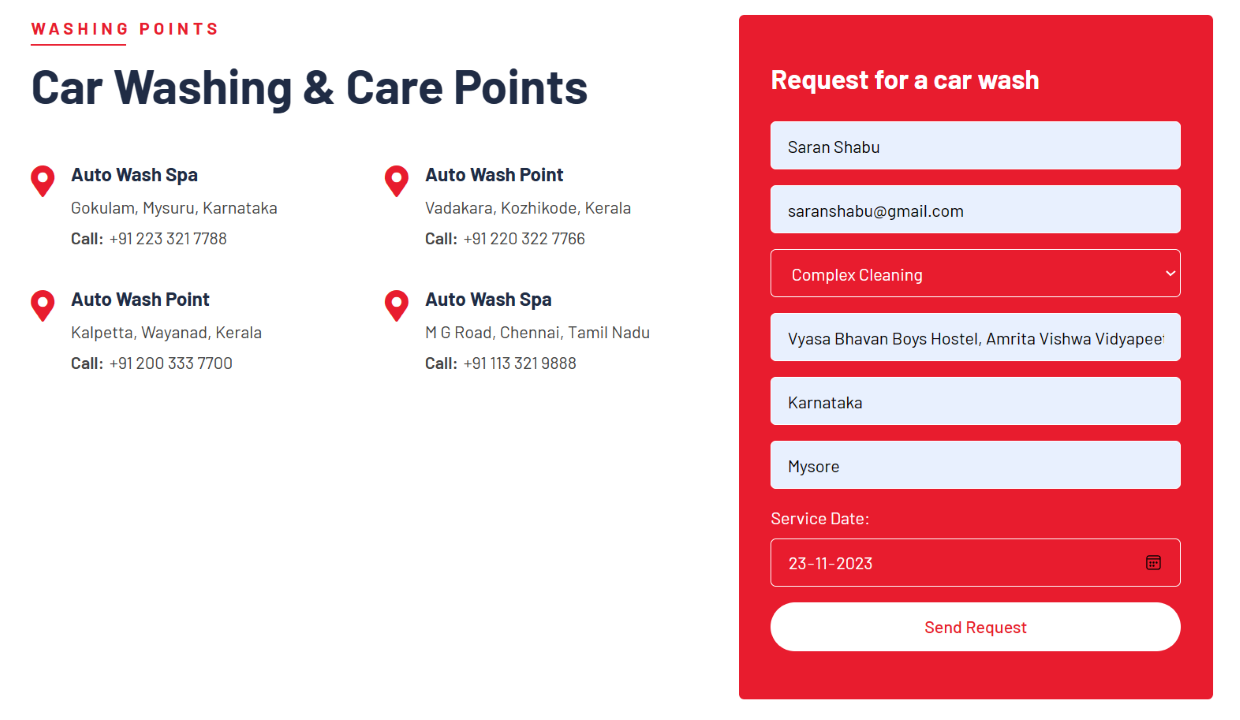 WASHING POINTS
Car Washing & Care Points
Auto Wash Spa
Gokulam, Mysuru, Karnataka
Call: +91 223 321 7788
Auto Wash Point
Vadakara, Kozhikode, Kerala
Call: +91 220 322 7766
Auto Wash Point
Kalpetta, Wayanad, Kerala
Call: +91 200 333 7700
Auto Wash Spa
M G Road, Chennai, Tamil Nadu
Call: +91 113 321 9888
Request for a car wash
Saran Shabu
saranshabu@gmail.com
Complex Cleaning
Vyasa Bhavan Boys Hostel, Amrita Vishwa
Karnataka
Mysore
Service Date:
23-11-2023
Send Request